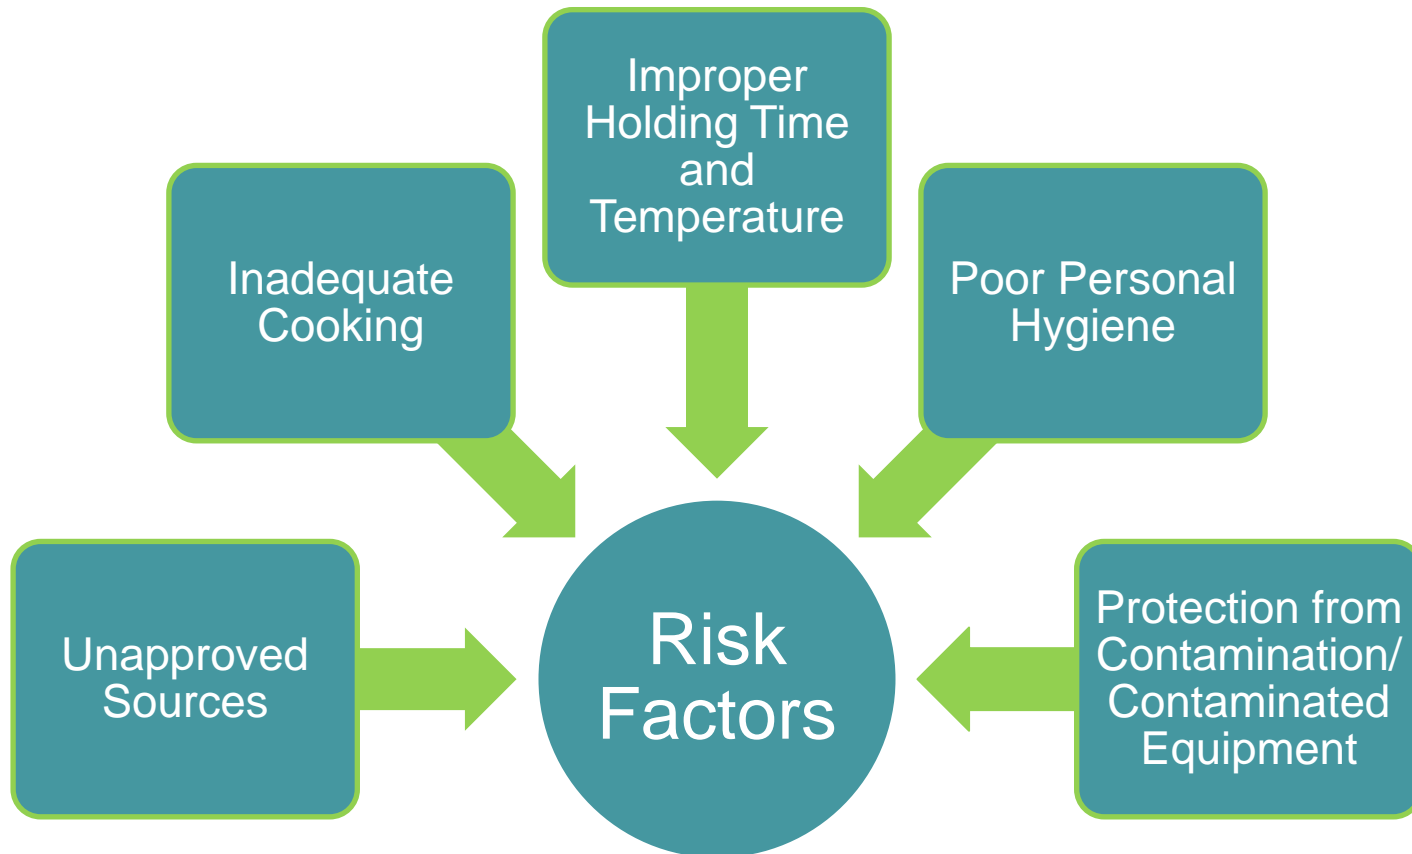 Improper
Holding Time
and
Temperature
Inadequate
Cooking
Poor Personal
Hygiene
Unapproved
Sources
Risk
Factors
Protection from
Contamination/
Contaminated
Equipment